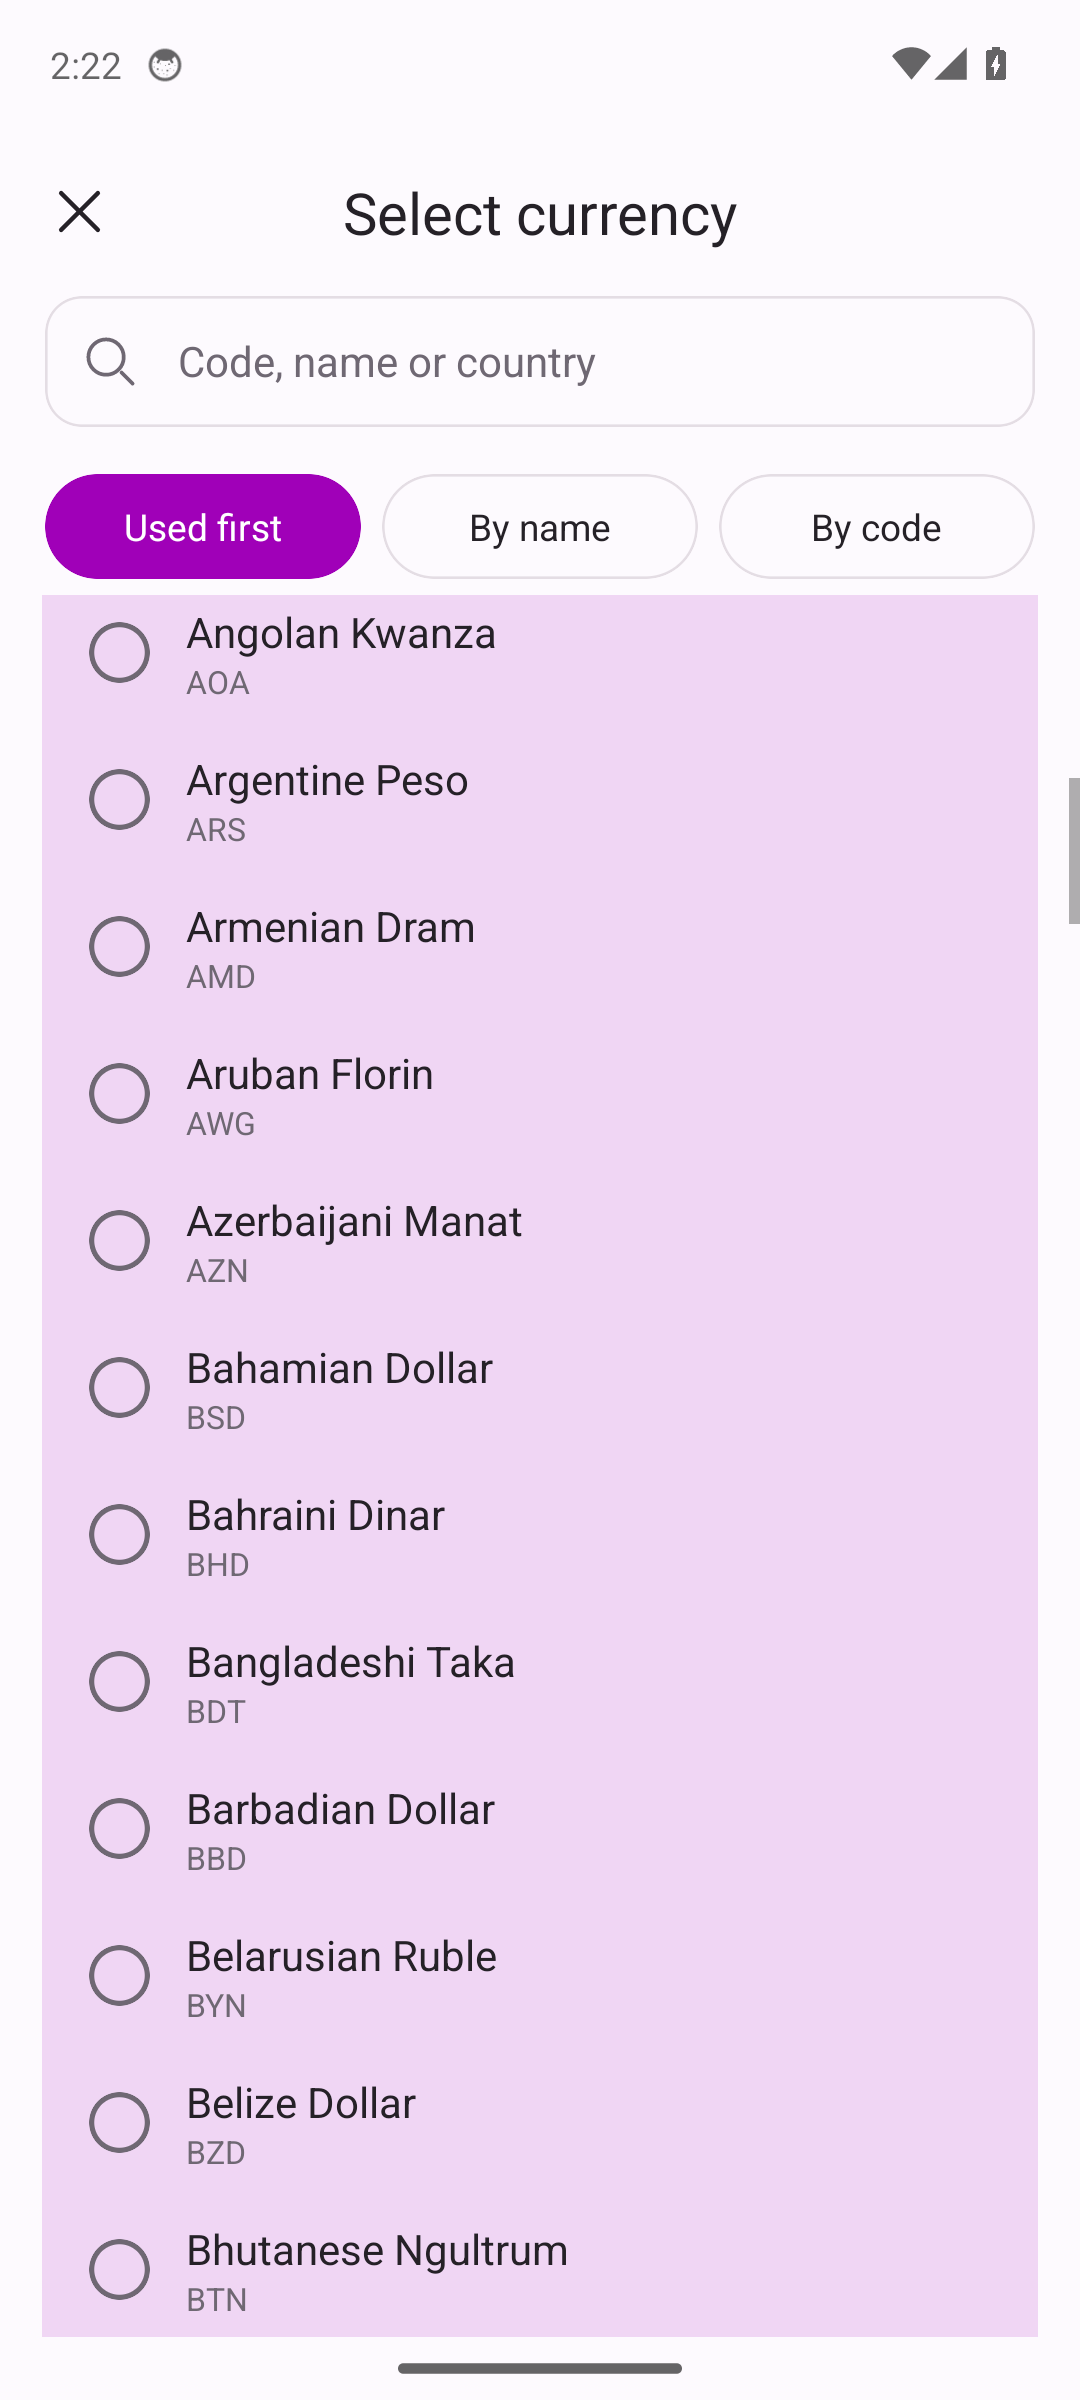 2:22
Select currency
Code, name or country
Used first
By name
By code
Angolan Kwanza
AOA
Argentine Peso
ARS
Armenian Dram
AMD
Aruban Florin
AWG
Azerbaijani Manat
AZN
Bahamian Dollar
BSD
Bahraini Dinar
BHD
Bangladeshi Taka
BDT
Barbadian Dollar
BBD
Belarusian Ruble
BYN
Belize Dollar
BZD
Bhutanese Ngultrum
BTN